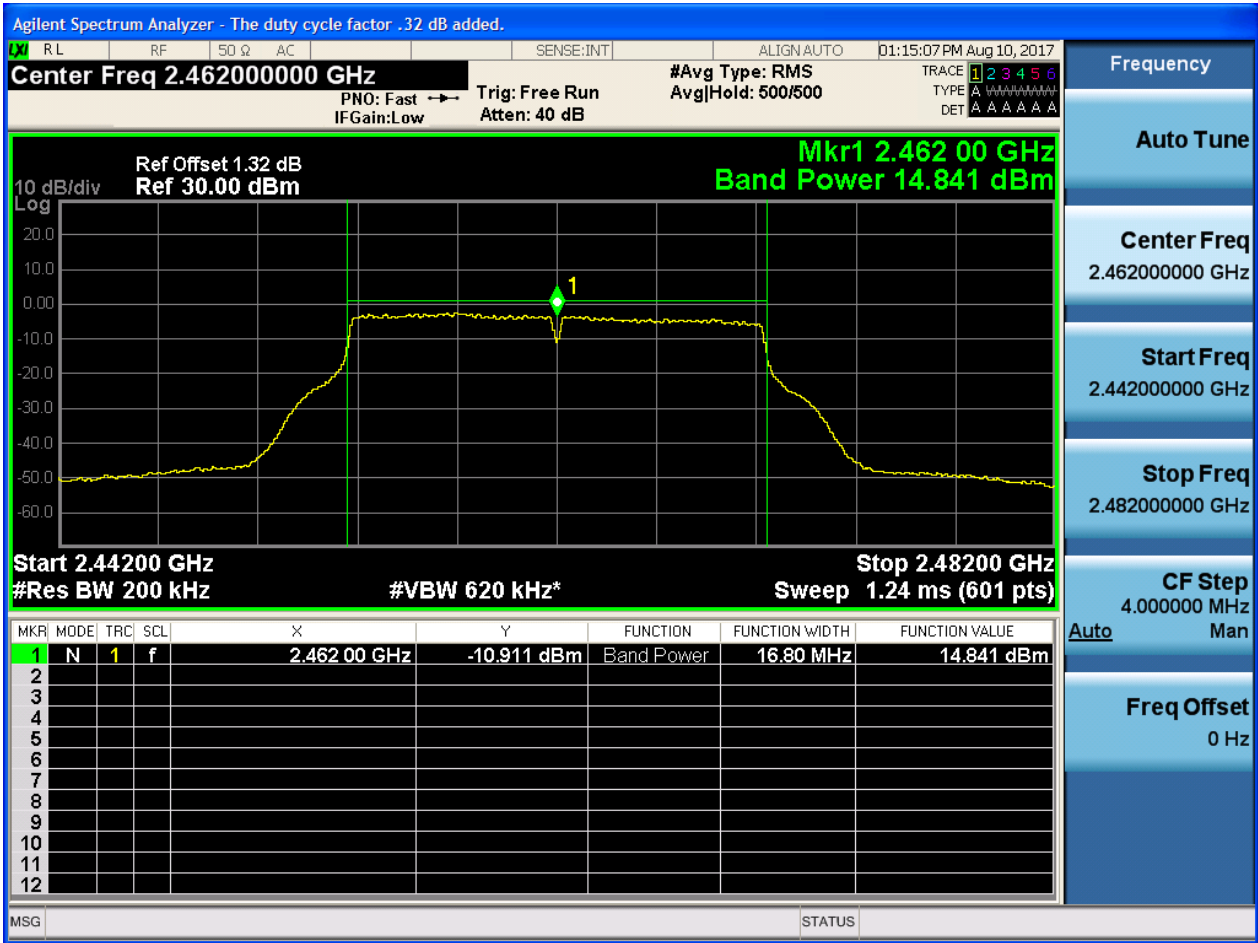 Agilent Spectrum Analyzer - The duty cycle factor .32 dB added.
LXI RL RF 50 Ω AC SENSE:INT ALIGN AUTO 01:15:07 PM Aug 10, 2017
Center Freq 2.462000000 GHz
PNO: Fast
IFGain:Low
Trig: Free Run
Atten: 40 dB
#Avg Type: RMS
Avg|Hold: 500/500
TRACE 1 2 3 4 5 6
TYPE A WWWWW
DET A A A A A A
Ref Offset 1.32 dB
10 dB/div Ref 30.00 dBm
Log
Mkr1 2.462 00 GHz
Band Power 14.841 dBm
20.0
10.0
0.00
-10.0
-20.0
-30.0
-40.0
-50.0
-60.0
1
Start 2.44200 GHz Stop 2.48200 GHz
#Res BW 200 kHz #VBW 620 kHz* Sweep 1.24 ms (601 pts)
MKR MODE TRC SCL X Y FUNCTION FUNCTION WIDTH FUNCTION VALUE
1 N 1 f 2.462 00 GHz -10.911 dBm Band Power 16.80 MHz 14.841 dBm
2
3
4
5
6
7
8
9
10
11
12
MSG STATUS
Frequency
Auto Tune
Center Freq
2.462000000 GHz
Start Freq
2.442000000 GHz
Stop Freq
2.482000000 GHz
CF Step
4.000000 MHz
Auto Man
Freq Offset
0 Hz